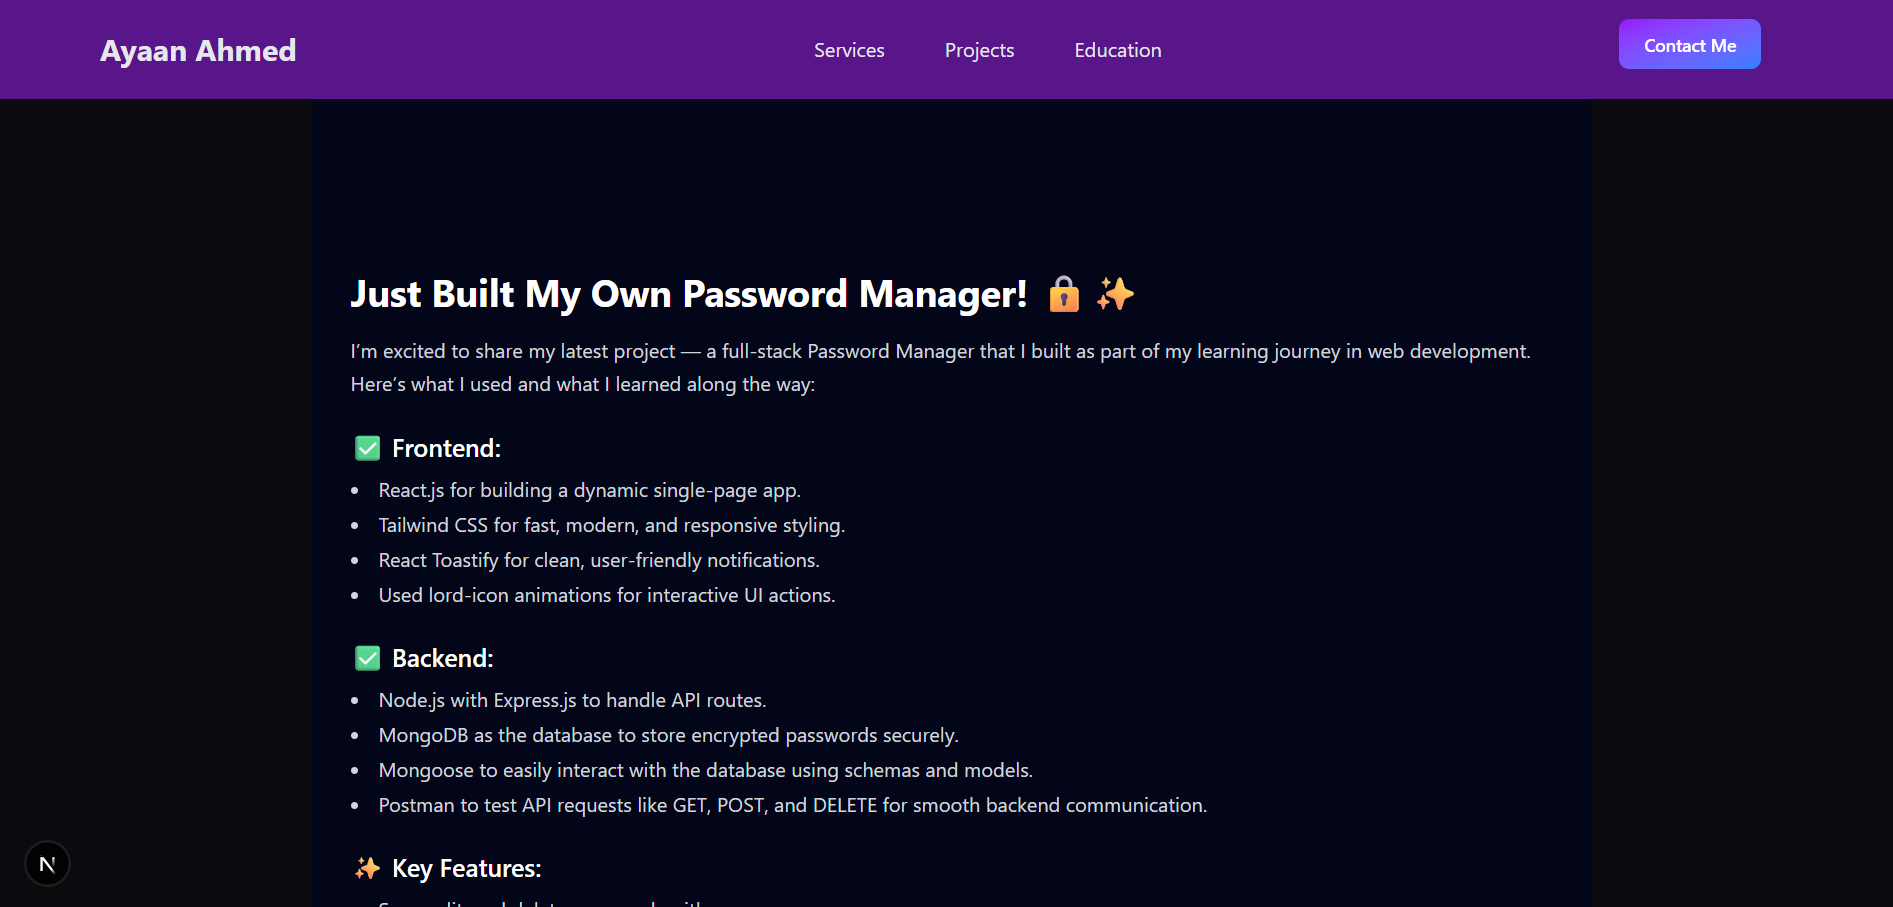 Ayaan Ahmed
Services
Projects
Education
Contact Me
Just Built My Own Password Manager! 🔒 ✨
I’m excited to share my latest project — a full-stack Password Manager that I built as part of my learning journey in web development.
Here’s what I used and what I learned along the way:
✅ Frontend:
• React.js for building a dynamic single-page app.
• Tailwind CSS for fast, modern, and responsive styling.
• React Toastify for clean, user-friendly notifications.
• Used lord-icon animations for interactive UI actions.
✅ Backend:
• Node.js with Express.js to handle API routes.
• MongoDB as the database to store encrypted passwords securely.
• Mongoose to easily interact with the database using schemas and models.
• Postman to test API requests like GET, POST, and DELETE for smooth backend communication.
✨ Key Features:
N